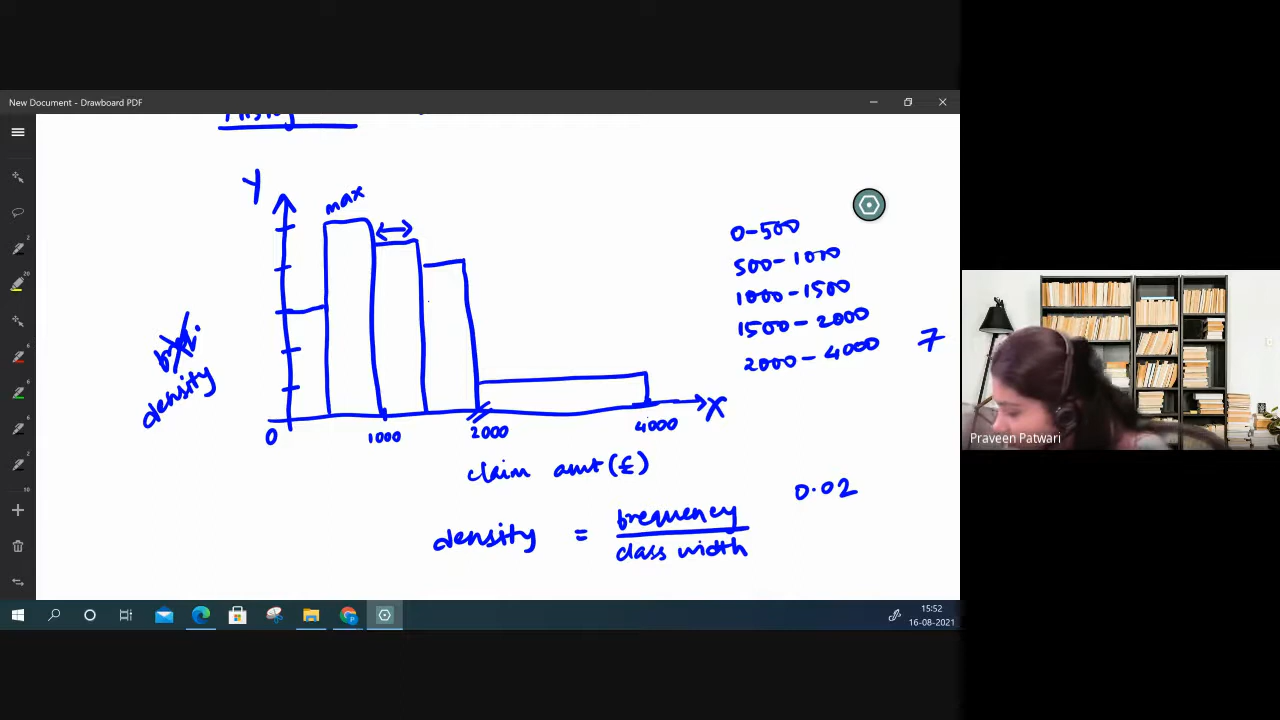 New Document - Drawboard PDF
Y
max
0-500
500-1000
1000-1500
1500-2000
2000-4000 7
density
0
1000
2000
4000
X
claim amt (£)
0.02
density = frequency
class width
Praveen Patwari
15:52
16-08-2021